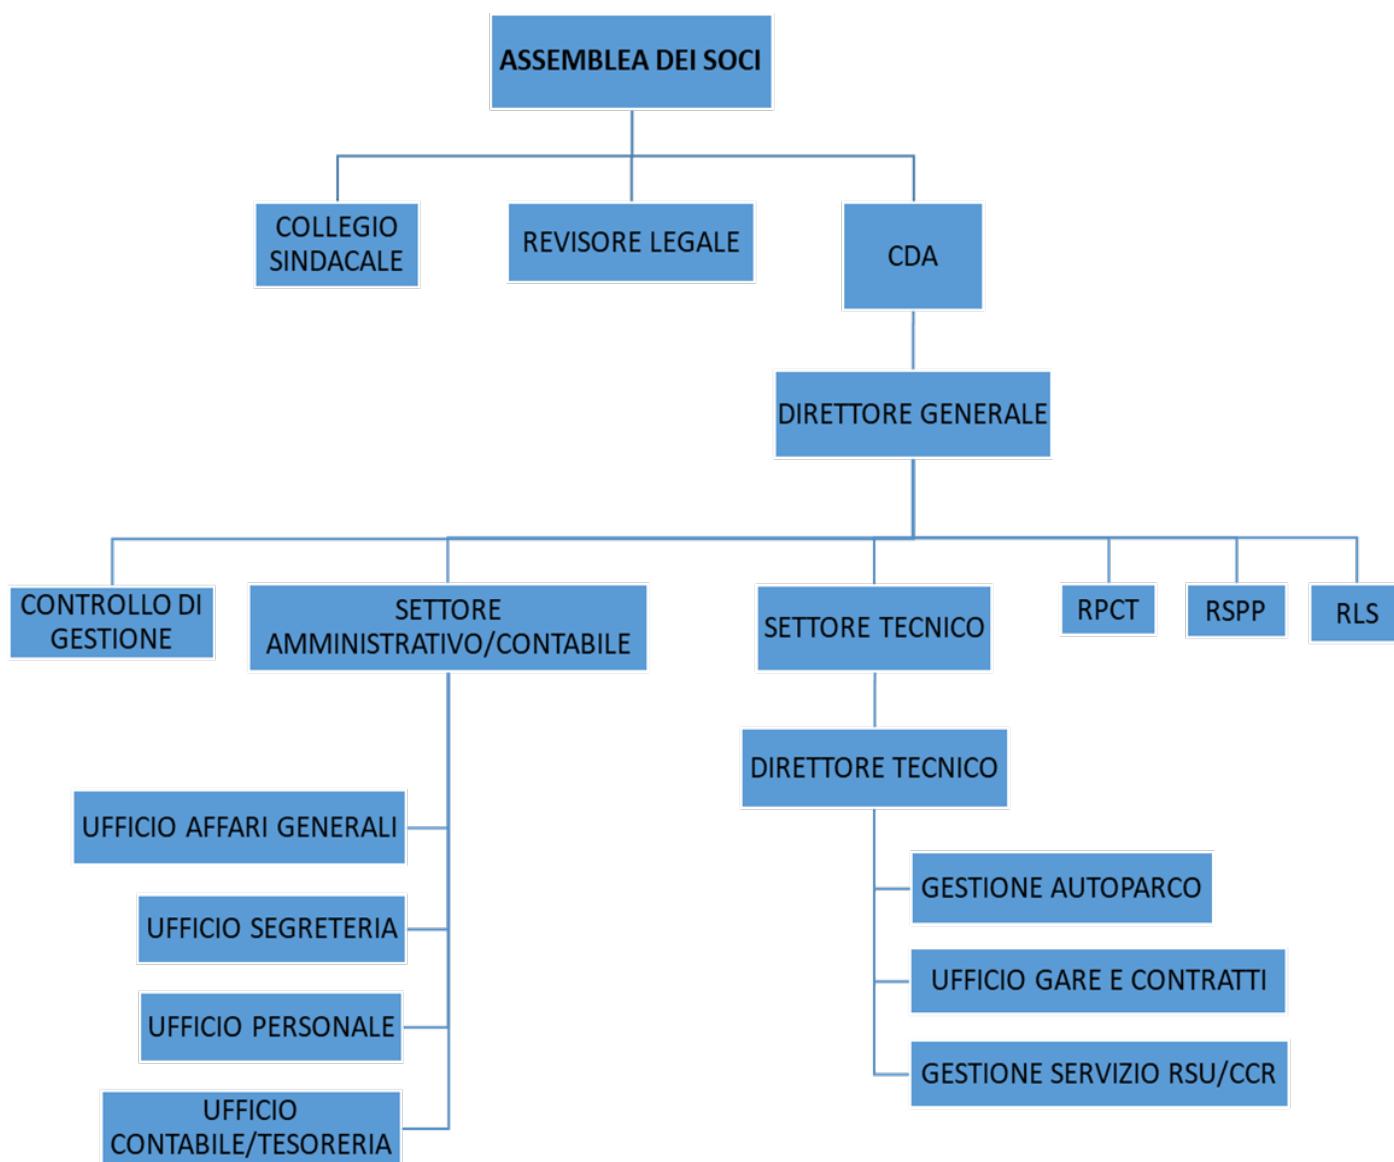 ASSEMBLEA DEI SOCI
COLLEGIO
SINDACALE
REVISORE LEGALE
CDA
DIRETTORE GENERALE
CONTROLLO DI
GESTIONE
SETTORE
AMMINISTRATIVO/CONTABILE
SETTORE TECNICO
RPCT
RSPP
RLS
DIRETTORE TECNICO
UFFICIO AFFARI GENERALI
UFFICIO SEGRETERIA
UFFICIO PERSONALE
UFFICIO
CONTABILE/TESORERIA
GESTIONE AUTOPARCO
UFFICIO GARE E CONTRATTI
GESTIONE SERVIZIO RSU/CCR